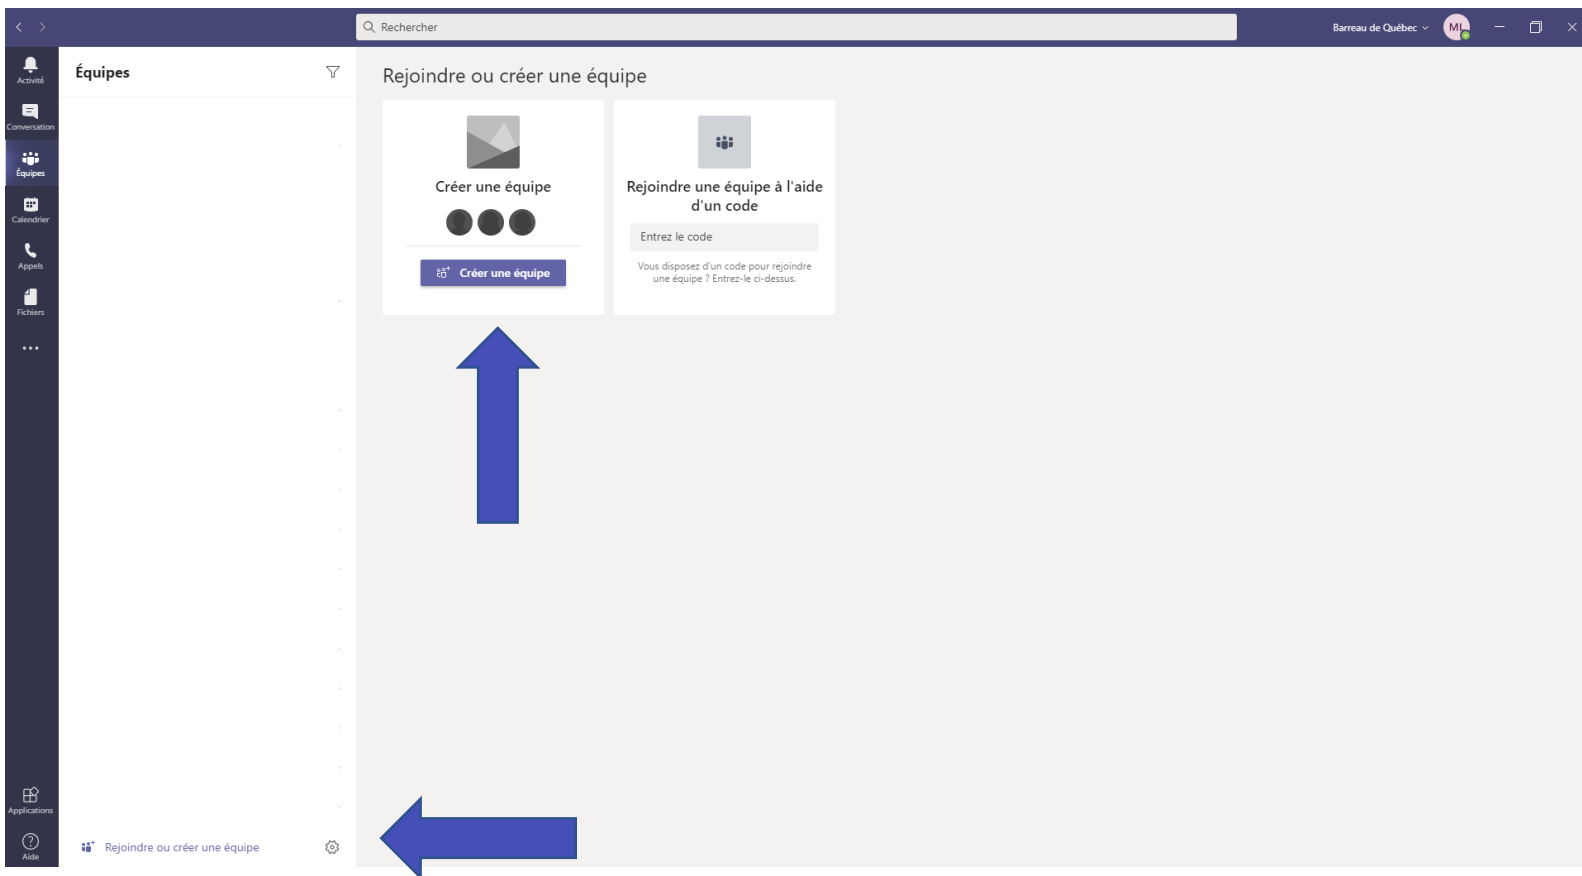 Rechercher
Barreau de Québec
ML
Activité
Conversation
Équipes
Calendrier
Appels
Fichiers
Applications
Aide
Équipes
Rejoindre ou créer une équipe
Rejoindre ou créer une équipe
Créer une équipe
Créer une équipe
Rejoindre une équipe à l'aide
d'un code
Entrez le code
Vous disposez d'un code pour rejoindre
une équipe ? Entrez-le ci-dessus.